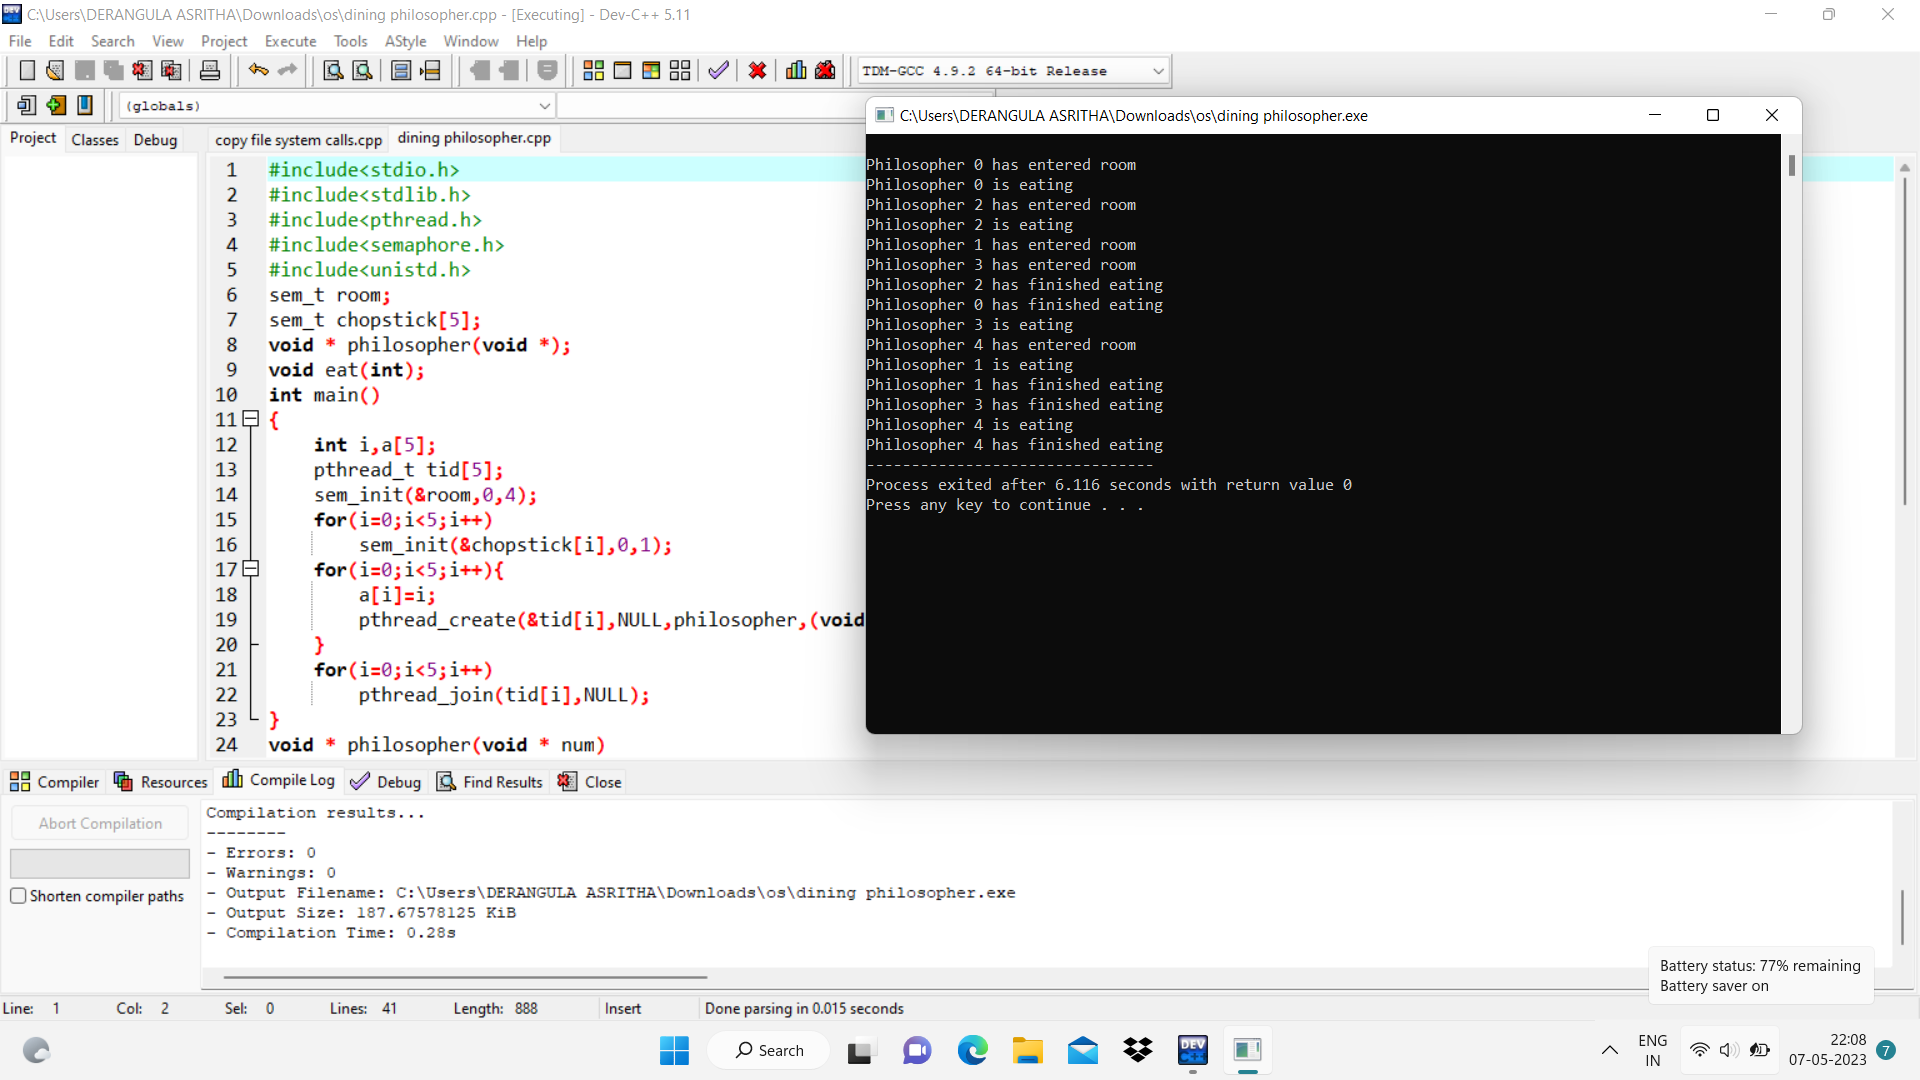 C:\Users\DERANGULA ASRITHA\Downloads\os\dining philosopher.cpp - [Executing] - Dev-C++ 5.11
File Edit Search View Project Execute Tools AStyle Window Help
TDM-GCC 4.9.2 64-bit Release
(globals)
Project Classes Debug
copy file system calls.cpp dining philosopher.cpp
1 #include<stdio.h>
2 #include<stdlib.h>
3 #include<pthread.h>
4 #include<semaphore.h>
5 #include<unistd.h>
6 sem_t room;
7 sem_t chopstick[5];
8 void * philosopher(void *);
9 void eat(int);
10 int main()
11 {
12 int i,a[5];
13 pthread_t tid[5];
14 sem_init(&room,0,4);
15 for(i=0;i<5;i++)
16 sem_init(&chopstick[i],0,1);
17 for(i=0;i<5;i++){
18 a[i]=i;
19 pthread_create(&tid[i],NULL,philosopher,(void
20 }
21 for(i=0;i<5;i++)
22 pthread_join(tid[i],NULL);
23 }
24 void * philosopher(void * num)
C:\Users\DERANGULA ASRITHA\Downloads\os\dining philosopher.exe
Philosopher 0 has entered room
Philosopher 0 is eating
Philosopher 2 has entered room
Philosopher 2 is eating
Philosopher 1 has entered room
Philosopher 3 has entered room
Philosopher 2 has finished eating
Philosopher 0 has finished eating
Philosopher 3 is eating
Philosopher 4 has entered room
Philosopher 1 is eating
Philosopher 1 has finished eating
Philosopher 3 has finished eating
Philosopher 4 is eating
Philosopher 4 has finished eating
--------------------------------
Process exited after 6.116 seconds with return value 0
Press any key to continue . . .
Compiler Resources Compile Log Debug Find Results Close
Abort Compilation
Shorten compiler paths
Compilation results...
--------
- Errors: 0
- Warnings: 0
- Output Filename: C:\Users\DERANGULA ASRITHA\Downloads\os\dining philosopher.exe
- Output Size: 187.67578125 KiB
- Compilation Time: 0.28s
Battery status: 77% remaining
Battery saver on
Line: 1 Col: 2 Sel: 0 Lines: 41 Length: 888 Insert Done parsing in 0.015 seconds
Search
DEV C++
ENG
IN
22:08
07-05-2023
7